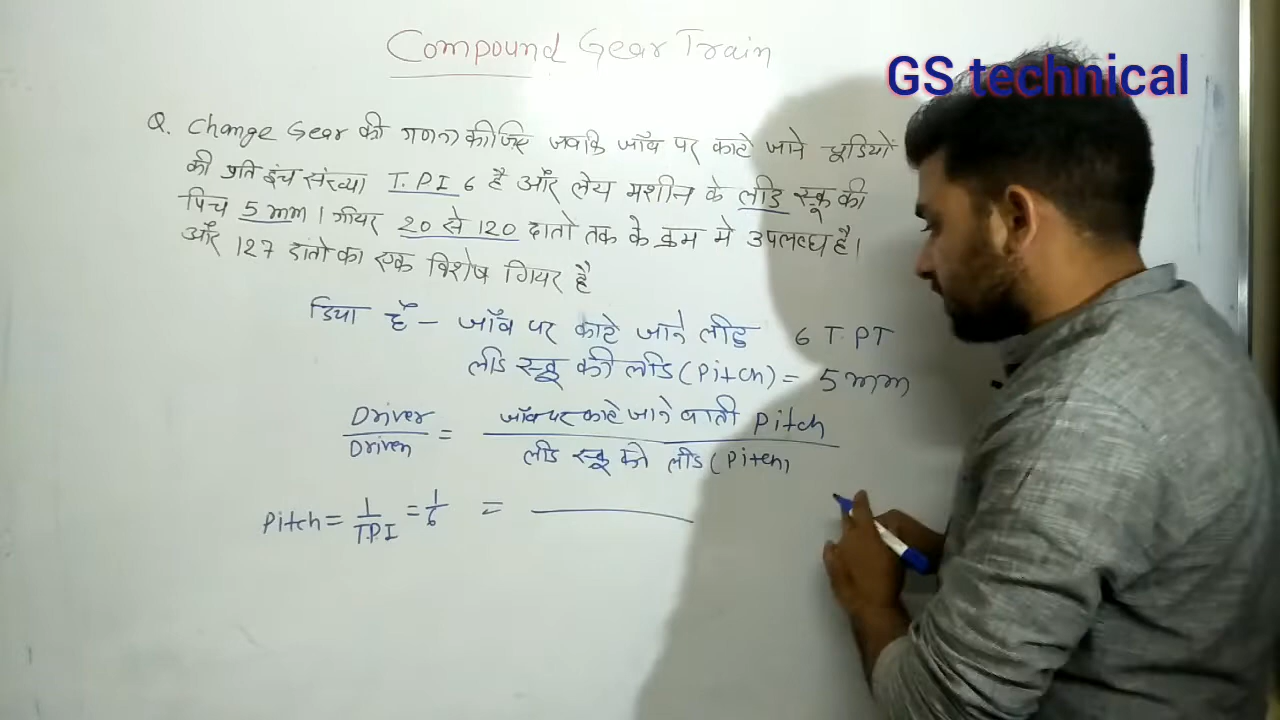 Compound Gear Train
GS technical
Q. Change Gear की गणना कीजिए जबकि जॉब पर काटे जाने चूडियों
की प्रति इंच संख्या T.P.I 6 है और लेथ मशीन के लीड स्क्रू की
पिच 5 mm। गीयर 20 से 120 दातो तक के क्रम मे उपलब्ध है।
और 127 दांतो का एक विशेष गियर है
दिया है - जॉब पर काटे जाने लीड 6 T.PT
लीड स्क्रू की लीड (Pitch) = 5 mm
Driver/Driven = जॉब पर काटे जाने वाली Pitch/लीड स्क्रू की लीड (Pitch)
Pitch = 1/T.P.I = 1/6 =